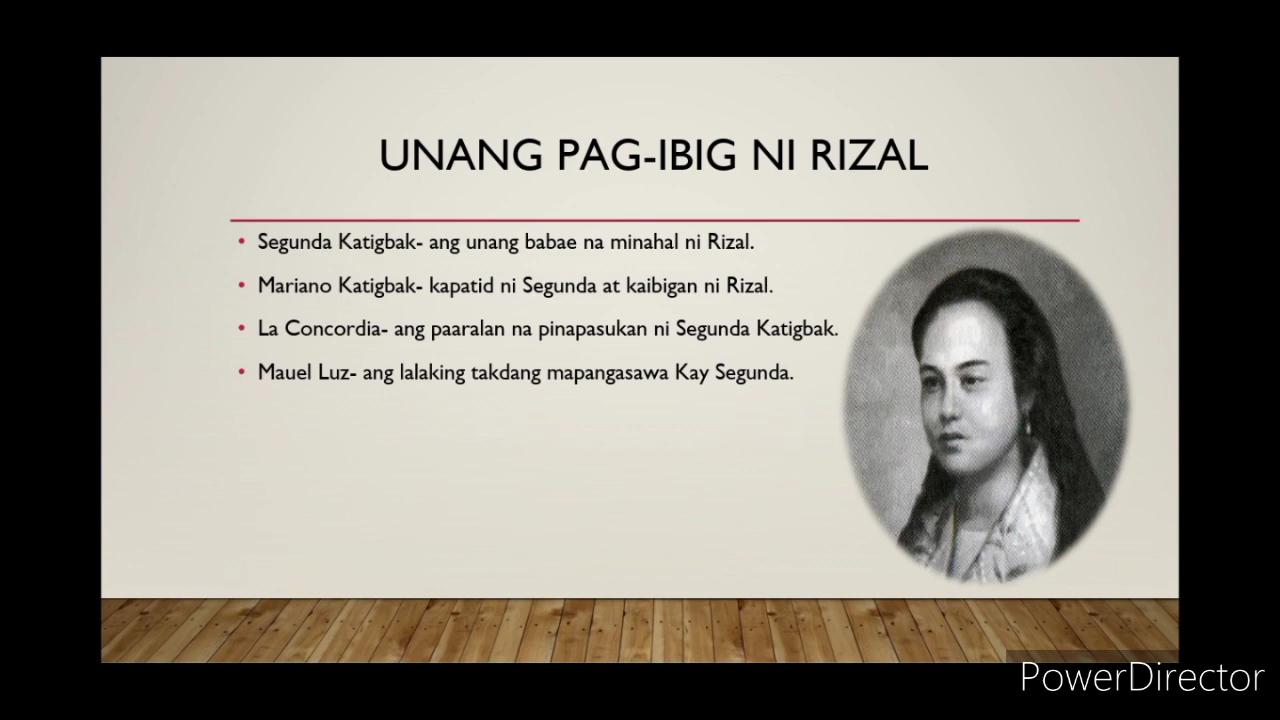 UNANG PAG-IBIG NI RIZAL
• Segunda Katigbak- ang unang babae na minahal ni Rizal.
• Mariano Katigbak- kapatid ni Segunda at kaibigan ni Rizal.
• La Concordia- ang paaralan na pinapasukan ni Segunda Katigbak.
• Mauel Luz- ang lalaking takdang mapangasawa Kay Segunda.
PowerDirector